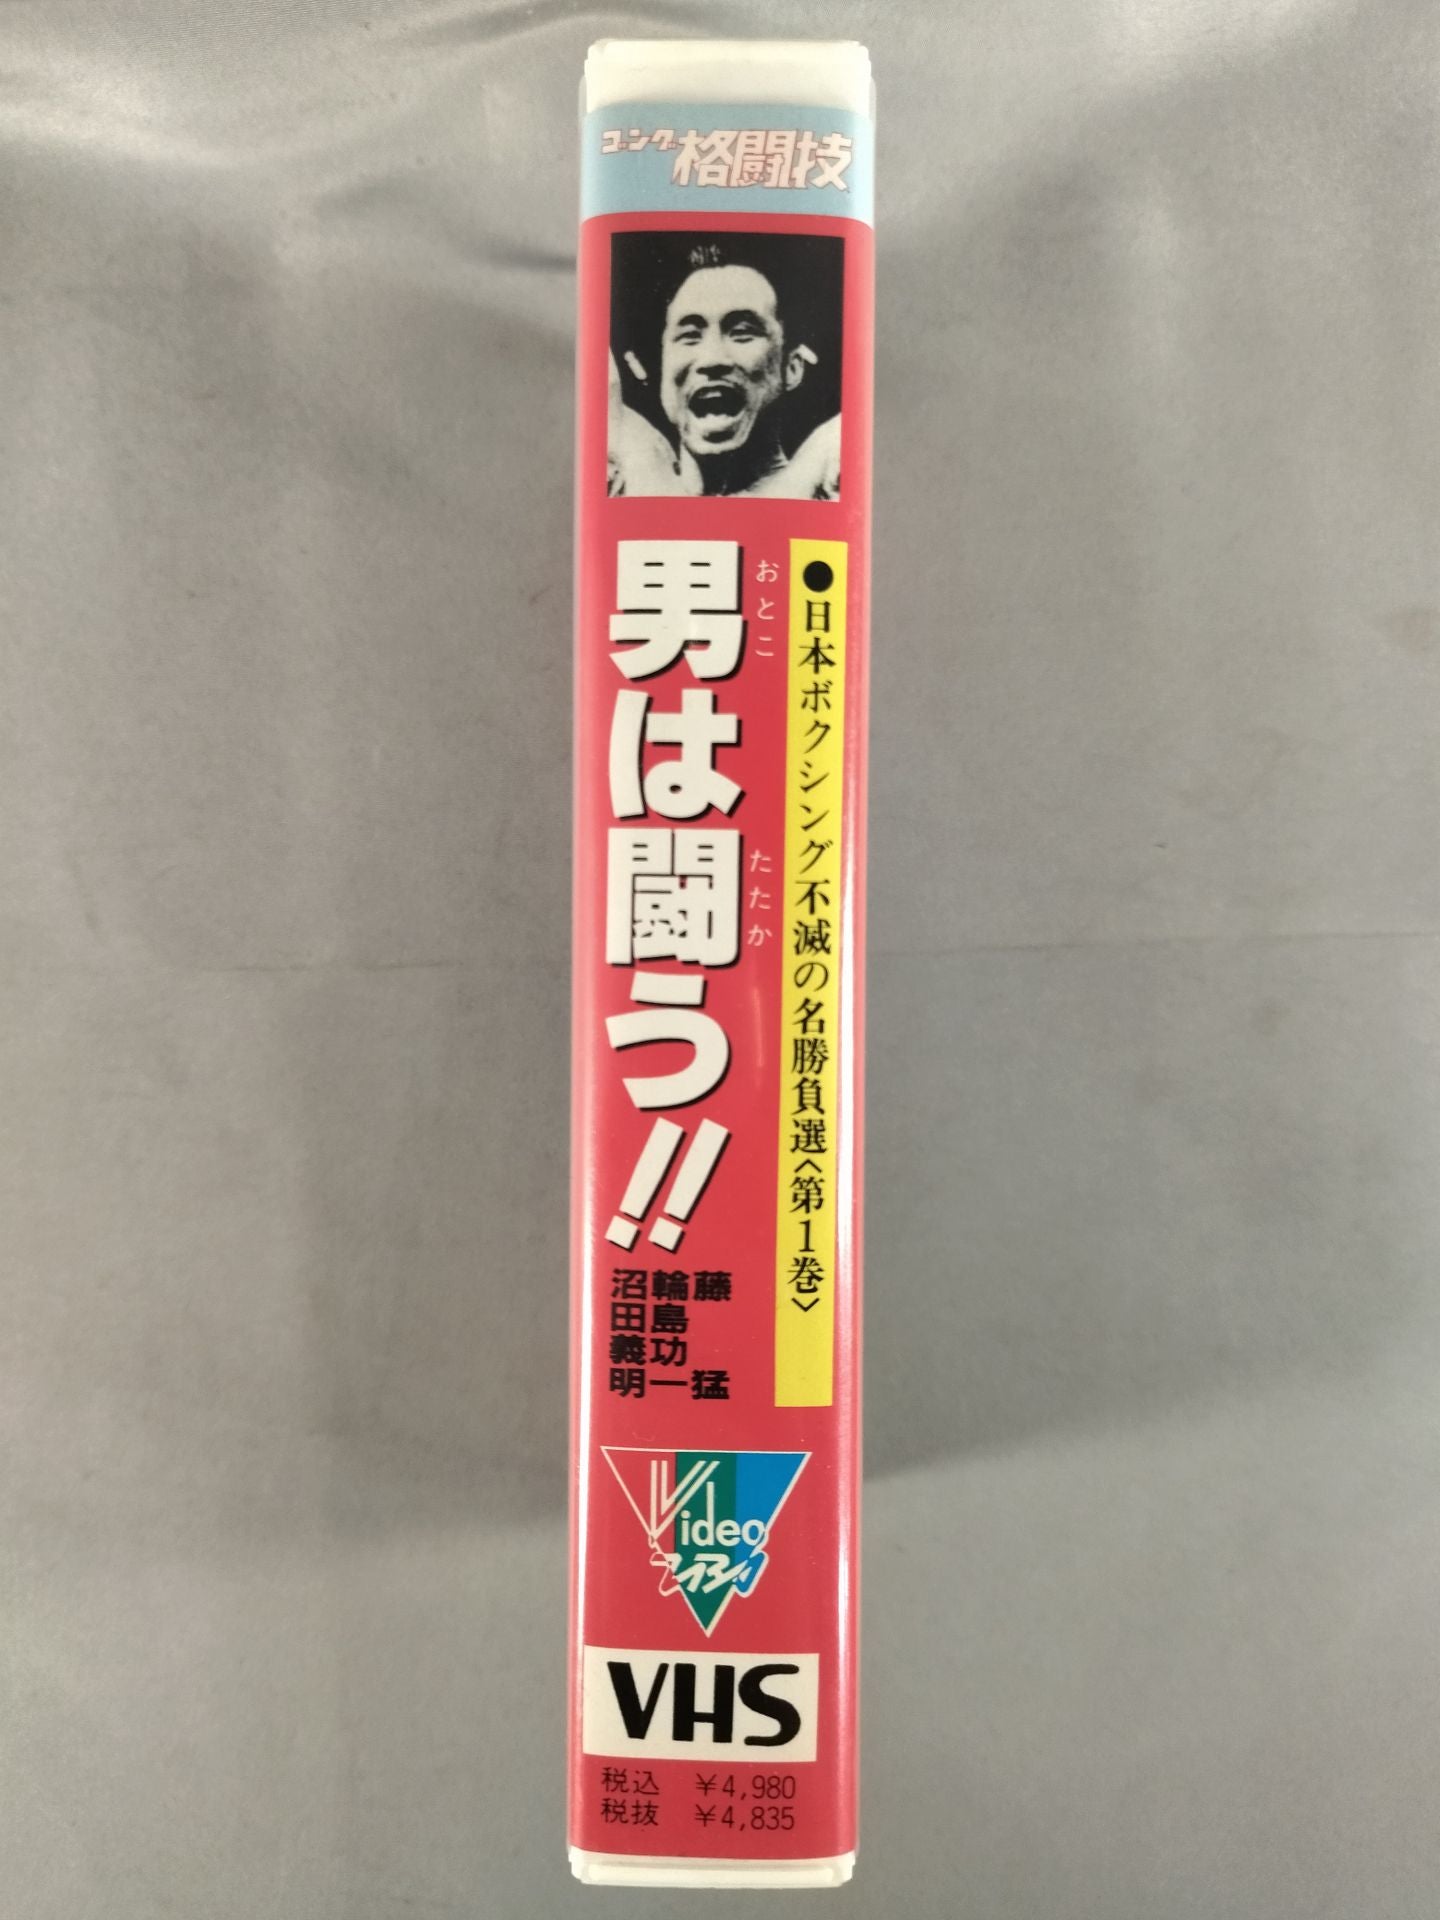 ゴング格闘技
●日本ボクシング不滅の名勝負選<第1巻>
おとこ
たたか
男は闘う!!
藤 猛
輪島功一
沼田義明
Video
VHS
税込 ¥4,980
税抜 ¥4,835